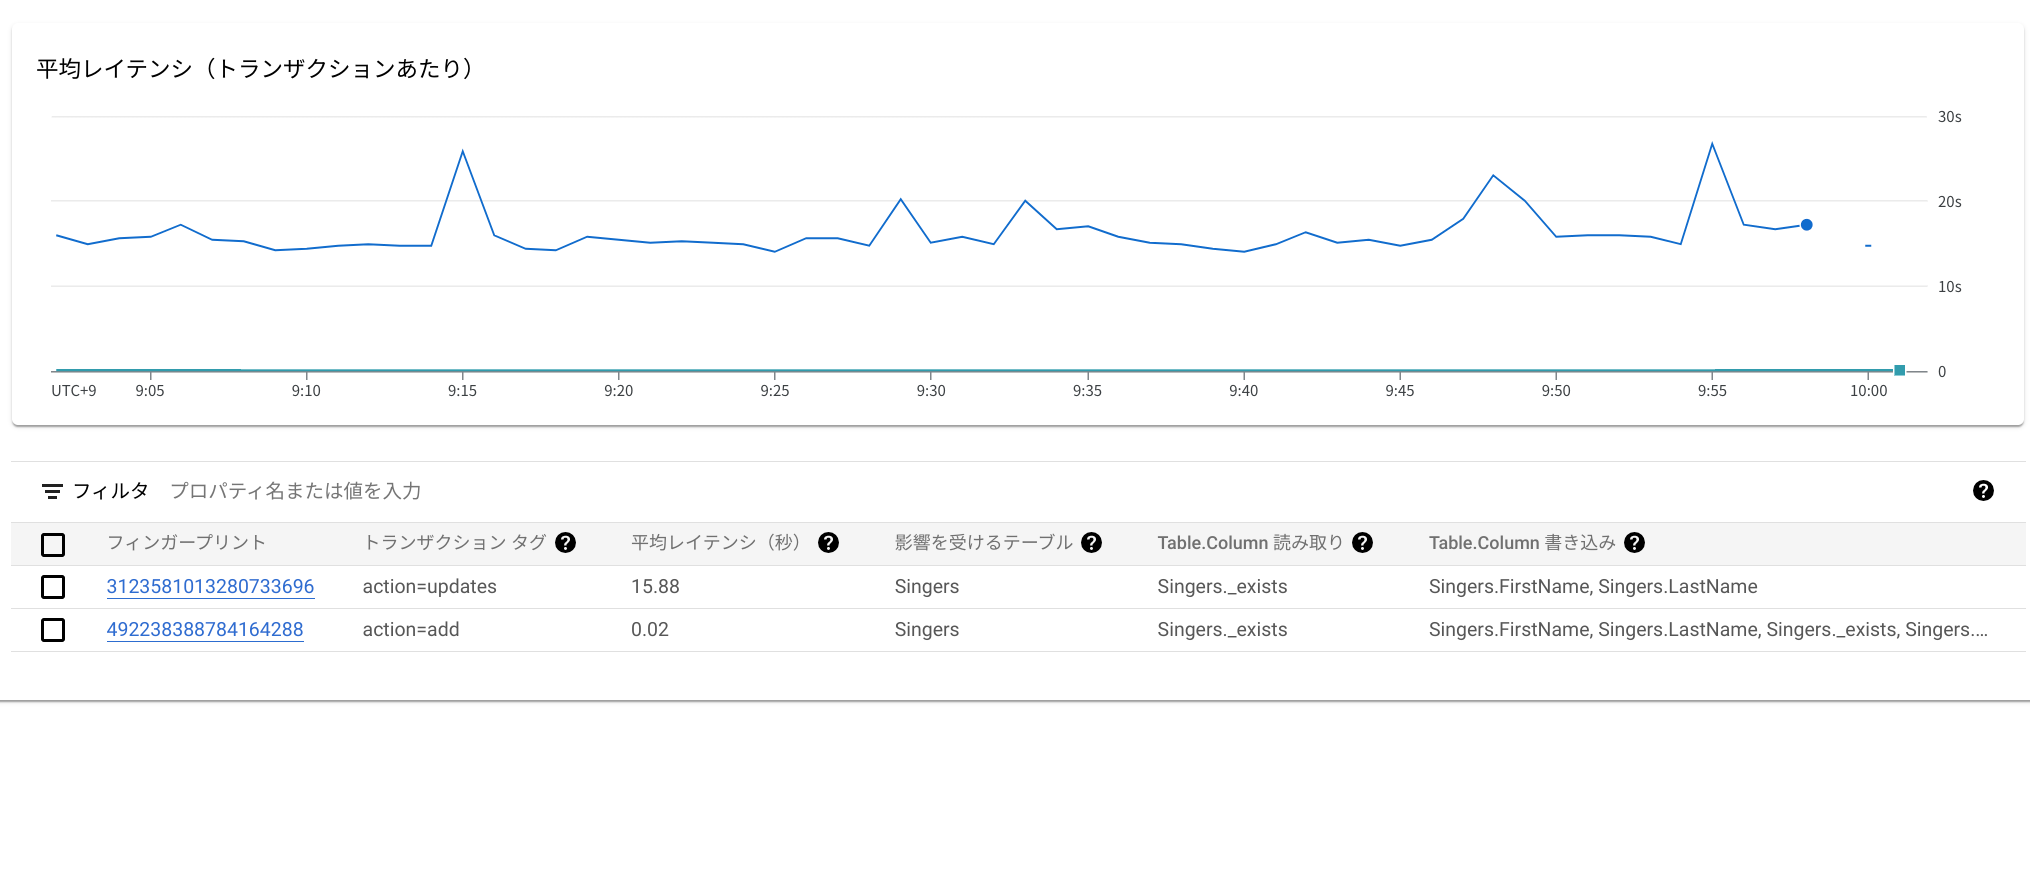 平均レイテンシ（トランザクションあたり）
30s
20s
10s
0
UTC+9 9:05 9:10 9:15 9:20 9:25 9:30 9:35 9:40 9:45 9:50 9:55 10:00
フィルタ プロパティ名または値を入力
フィンガープリント トランザクション タグ 平均レイテンシ（秒） 影響を受けるテーブル Table.Column 読み取り Table.Column 書き込み
3123581013280733696 action=updates 15.88 Singers Singers._exists Singers.FirstName, Singers.LastName
492238388784164288 action=add 0.02 Singers Singers._exists Singers.FirstName, Singers.LastName, Singers._exists, Singers.…